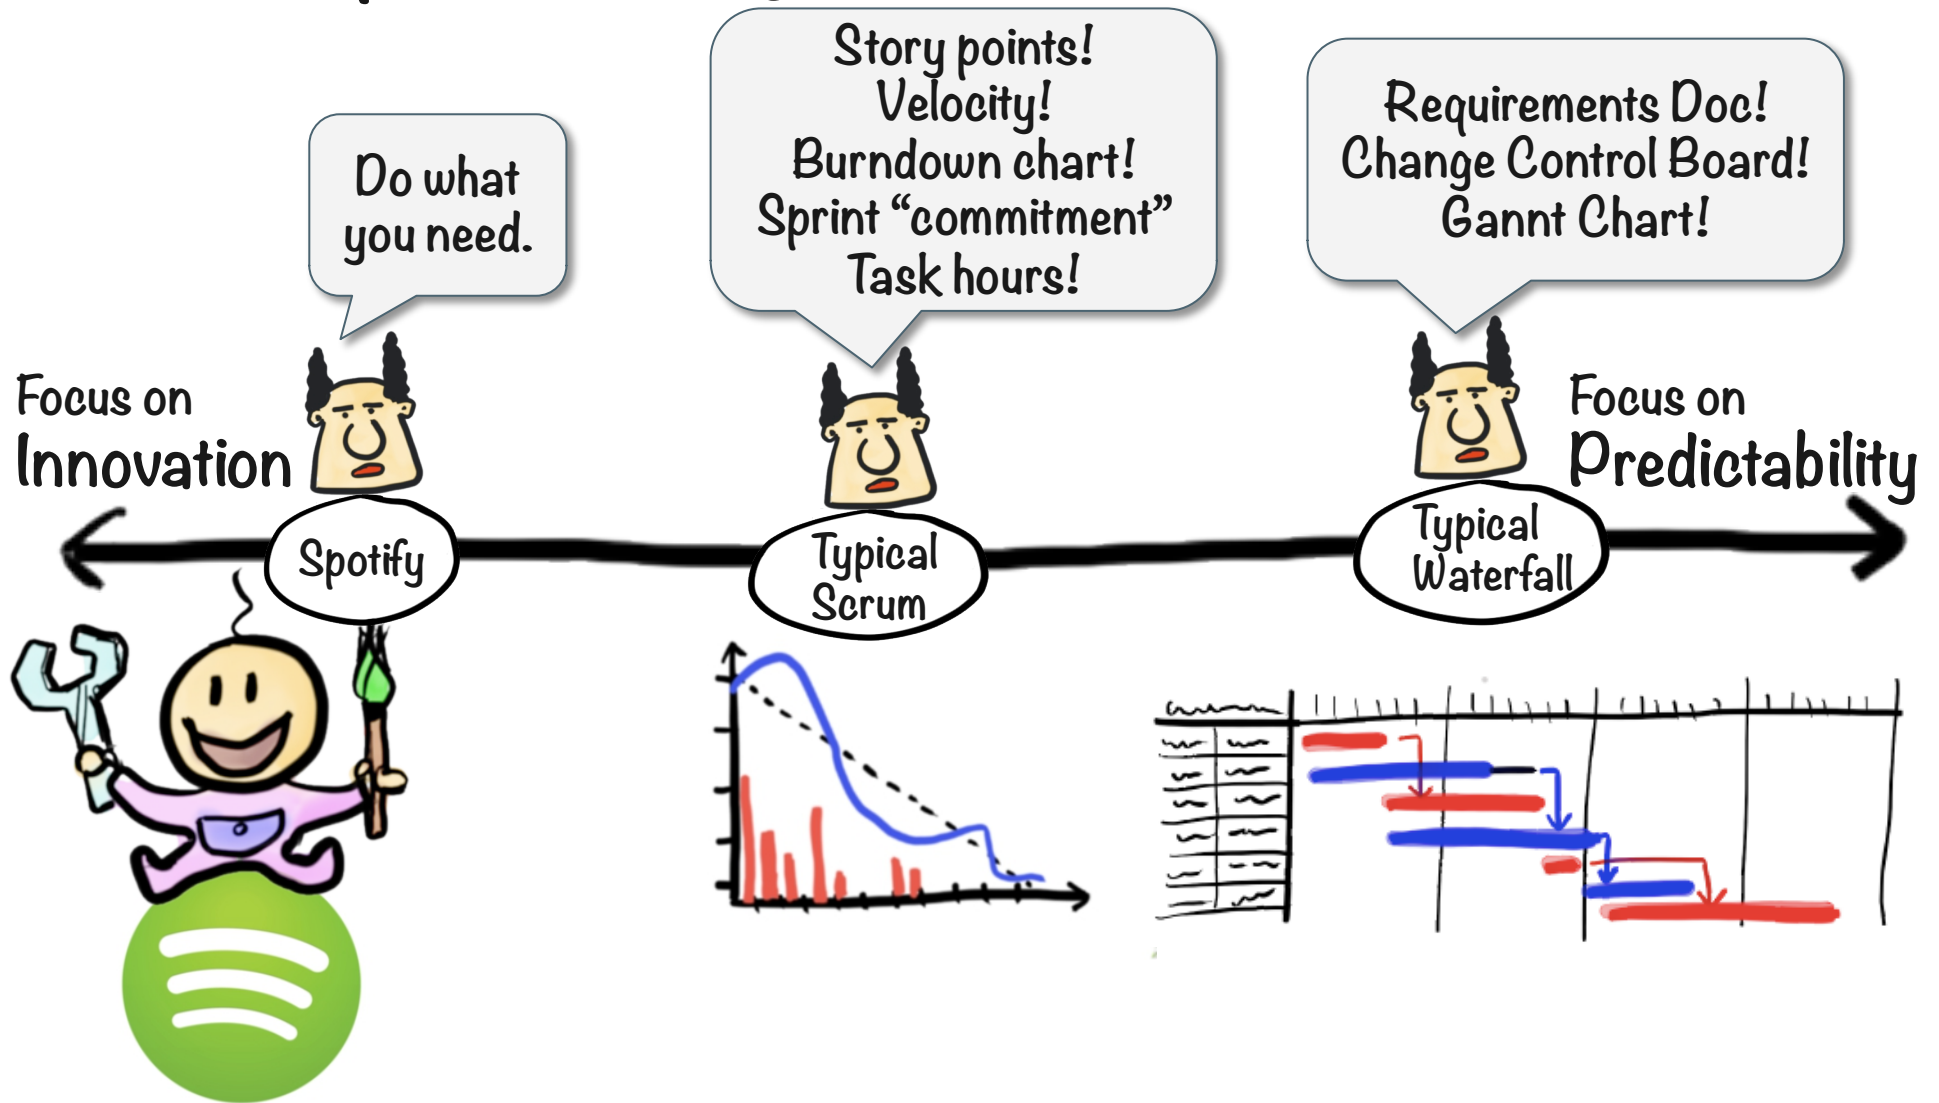 Do what
you need.
Story points!
Velocity!
Burndown chart!
Sprint “commitment”
Task hours!
Requirements Doc!
Change Control Board!
Gannt Chart!
Focus on
Innovation
Focus on
Predictability
Spotify
Typical
Scrum
Typical
Waterfall